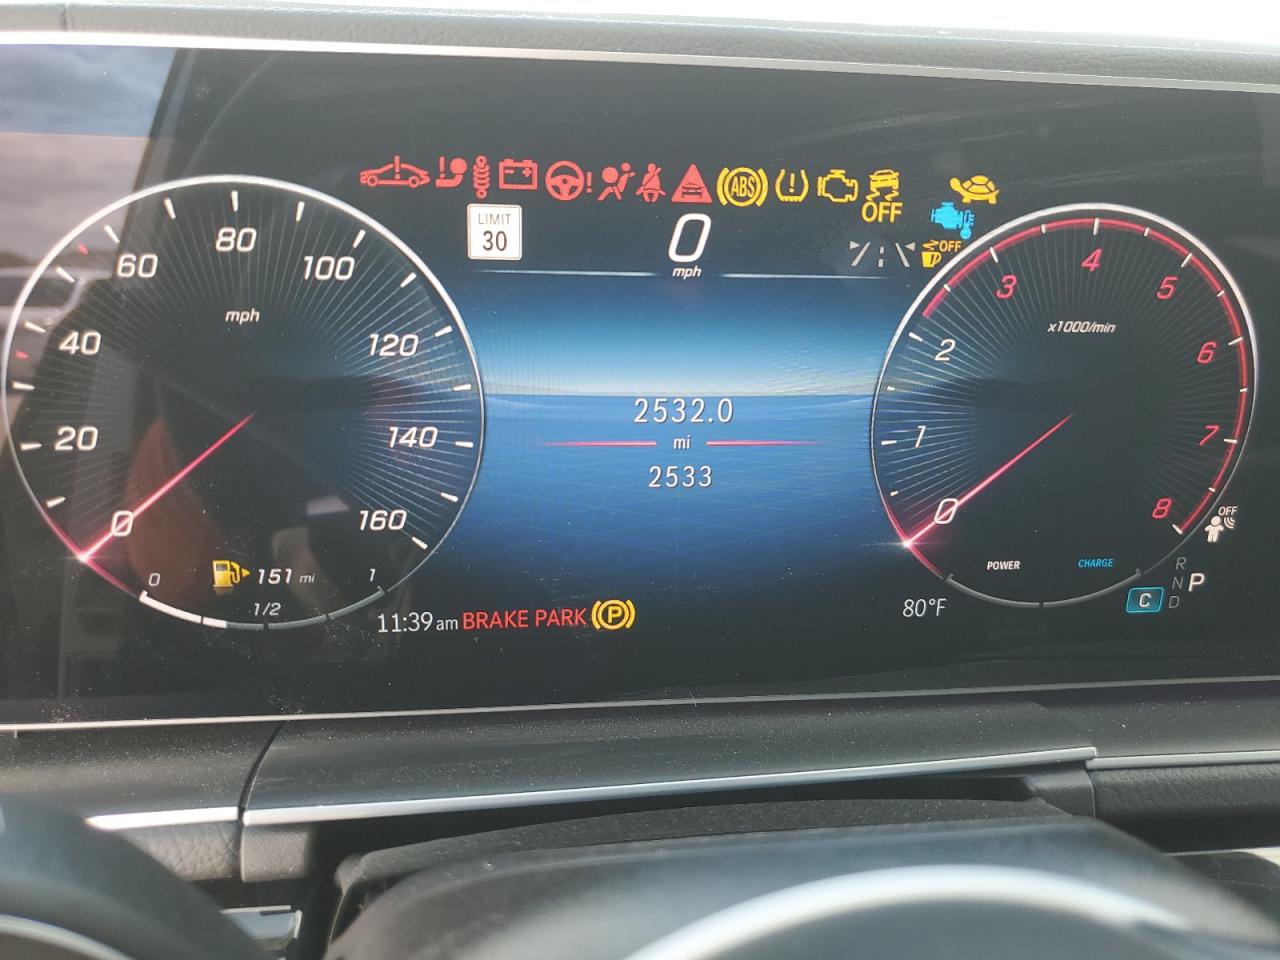 ABS
OFF
LIMIT
30
0
mph
OFF
80
60
100
mph
40
120
20
140
0
160
151 mi
0
1/2
1
2532.0
mi
2533
4
3
5
x1000/min
2
6
1
7
0
8
OFF
POWER
CHARGE
R
N
P
D
C
11:39 am BRAKE PARK P
80°F